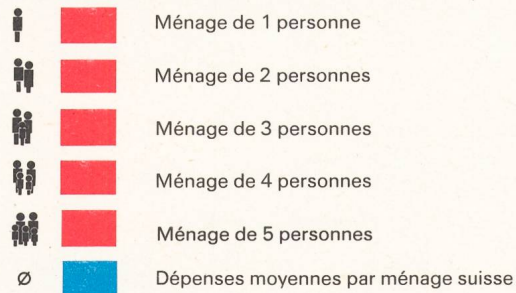 Ménage de 1 personne
Ménage de 2 personnes
Ménage de 3 personnes
Ménage de 4 personnes
Ménage de 5 personnes
Ø Dépenses moyennes par ménage suisse